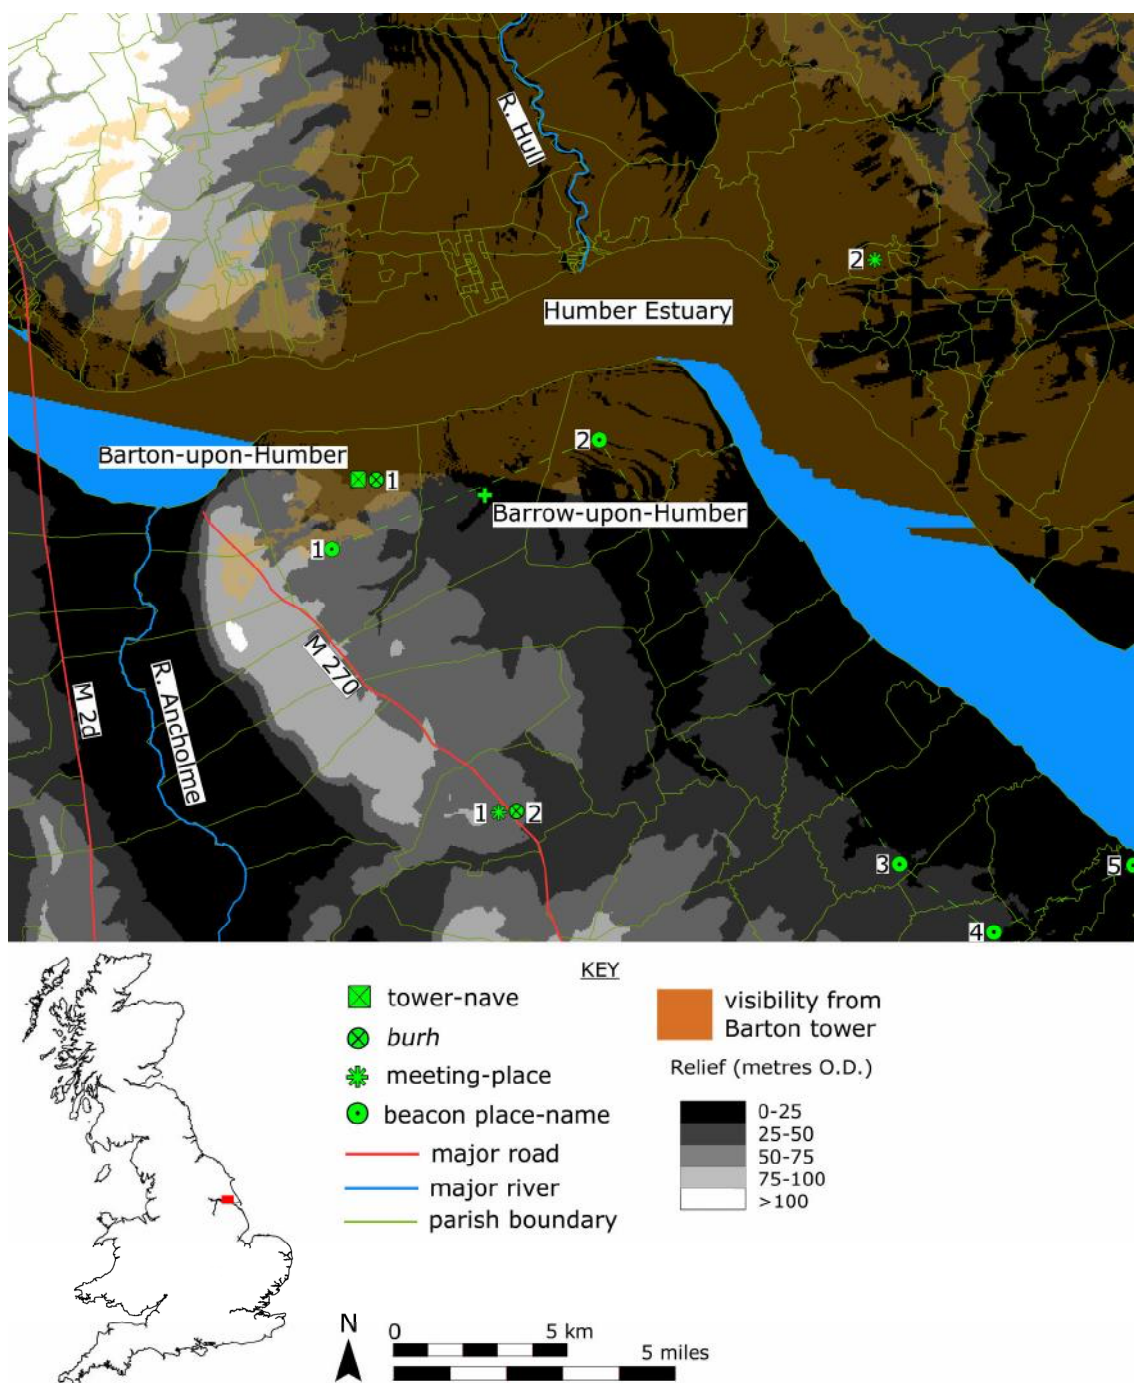 R. Hull
2
Humber Estuary
2
Barton-upon-Humber
1
Barrow-upon-Humber
1
M 270
R. Ancholme
M 2d
1
2
3
5
4
KEY
tower-nave
burh
meeting-place
beacon place-name
major road
major river
parish boundary
visibility from
Barton tower
Relief (metres O.D.)
0-25
25-50
50-75
75-100
>100
N
0
5 km
5 miles